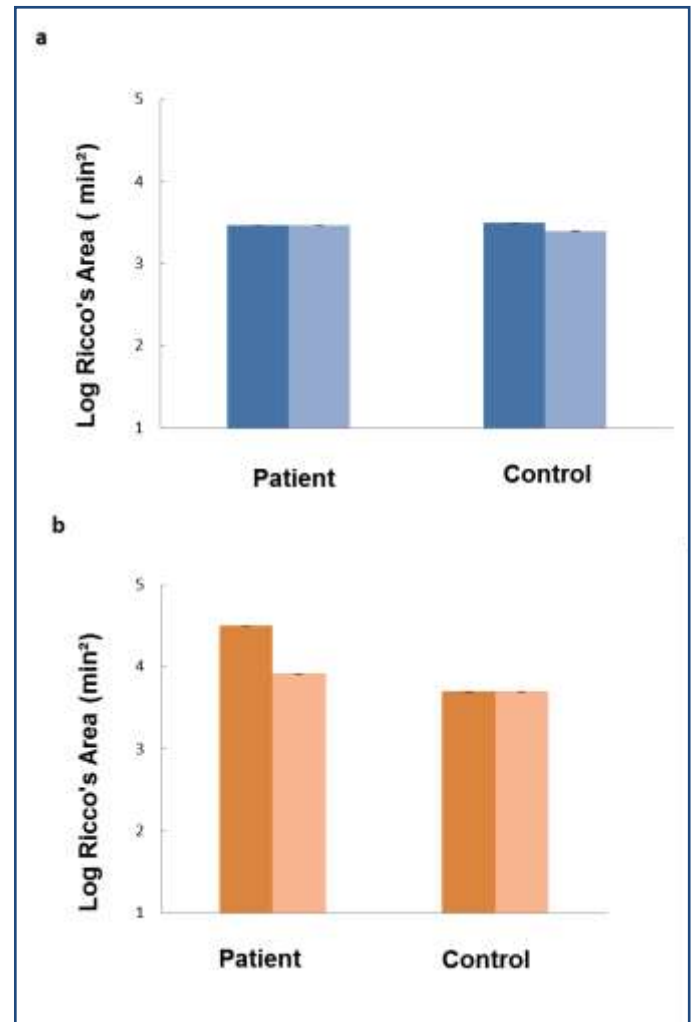 a
Log Ricco's Area ( min²)
5
4
3
2
1
Patient Control
b
Log Ricco's Area (min²)
5
4
3
2
1
Patient Control